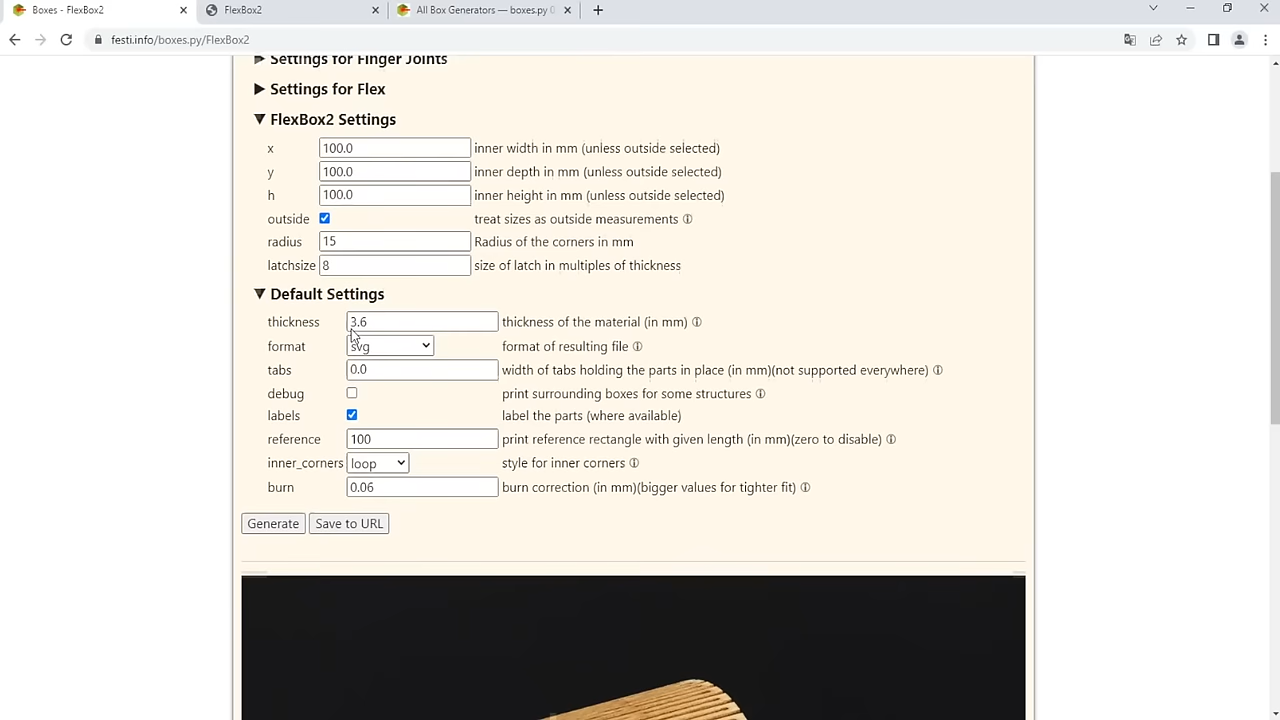 Boxes - FlexBox2
FlexBox2
All Box Generators — boxes.py
festi.info/boxes.py/FlexBox2
Settings for Finger Joints
Settings for Flex
FlexBox2 Settings
x 100.0 inner width in mm (unless outside selected)
y 100.0 inner depth in mm (unless outside selected)
h 100.0 inner height in mm (unless outside selected)
outside treat sizes as outside measurements
radius 15 Radius of the corners in mm
latchsize 8 size of latch in multiples of thickness
Default Settings
thickness 3.6 thickness of the material (in mm)
format svg format of resulting file
tabs 0.0 width of tabs holding the parts in place (in mm)(not supported everywhere)
debug print surrounding boxes for some structures
labels label the parts (where available)
reference 100 print reference rectangle with given length (in mm)(zero to disable)
inner_corners loop style for inner corners
burn 0.06 burn correction (in mm)(bigger values for tighter fit)
Generate Save to URL